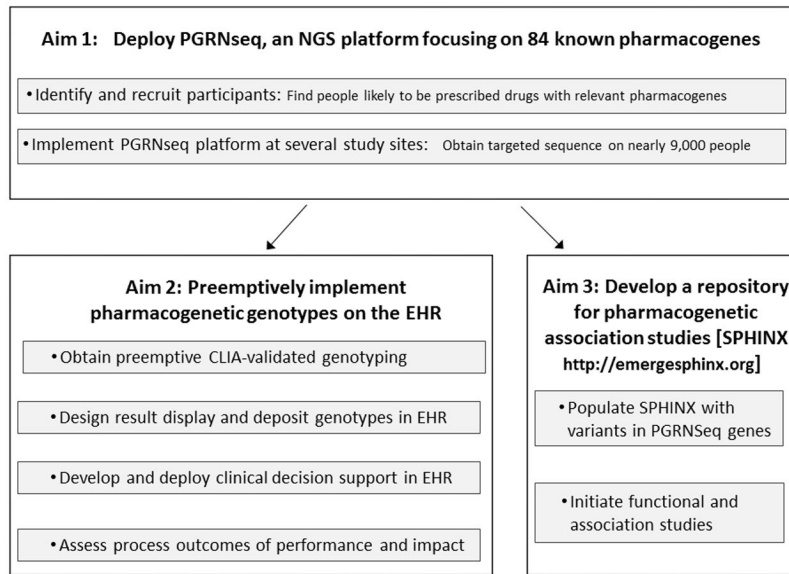 Aim 1: Deploy PGRNseq, an NGS platform focusing on 84 known pharmacogenes
• Identify and recruit participants: Find people likely to be prescribed drugs with relevant pharmacogenes
• Implement PGRNseq platform at several study sites: Obtain targeted sequence on nearly 9,000 people
Aim 2: Preemptively implement
pharmacogenetic genotypes on the EHR
• Obtain preemptive CLIA-validated genotyping
• Design result display and deposit genotypes in EHR
• Develop and deploy clinical decision support in EHR
• Assess process outcomes of performance and impact
Aim 3: Develop a repository
for pharmacogenetic
association studies [SPHINX
http://emergesphinx.org]
• Populate SPHINX with
variants in PGRNSeq genes
• Initiate functional and
association studies